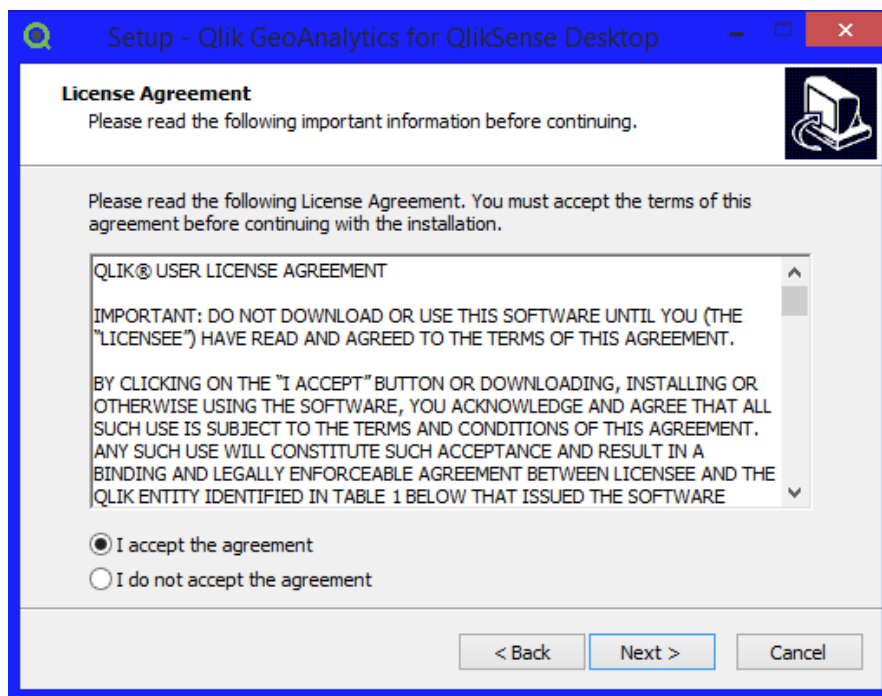 Setup - Qlik GeoAnalytics for QlikSense Desktop
License Agreement
Please read the following important information before continuing.
Please read the following License Agreement. You must accept the terms of this
agreement before continuing with the installation.
QLIK® USER LICENSE AGREEMENT
IMPORTANT: DO NOT DOWNLOAD OR USE THIS SOFTWARE UNTIL YOU (THE
"LICENSEE") HAVE READ AND AGREED TO THE TERMS OF THIS AGREEMENT.
BY CLICKING ON THE "I ACCEPT" BUTTON OR DOWNLOADING, INSTALLING OR
OTHERWISE USING THE SOFTWARE, YOU ACKNOWLEDGE AND AGREE THAT ALL
SUCH USE IS SUBJECT TO THE TERMS AND CONDITIONS OF THIS AGREEMENT.
ANY SUCH USE WILL CONSTITUTE SUCH ACCEPTANCE AND RESULT IN A
BINDING AND LEGALLY ENFORCEABLE AGREEMENT BETWEEN LICENSEE AND THE
QLIK ENTITY IDENTIFIED IN TABLE 1 BELOW THAT ISSUED THE SOFTWARE
I accept the agreement
I do not accept the agreement
< Back Next > Cancel